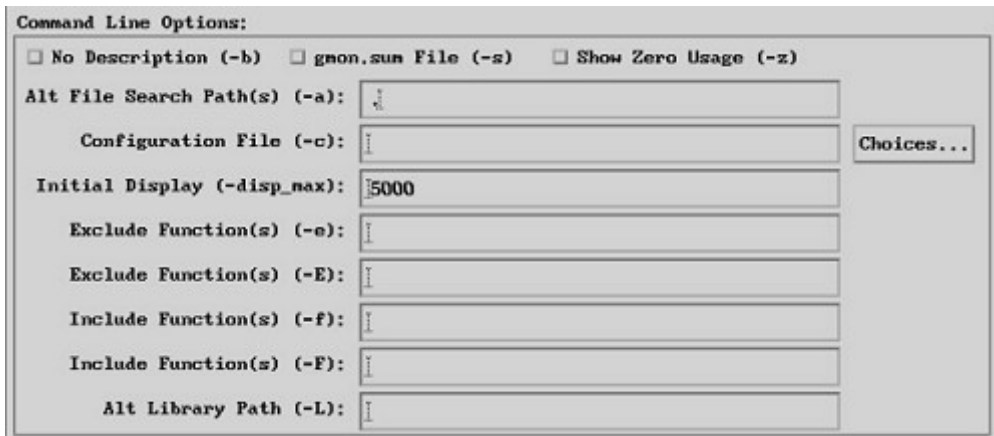 Command Line Options:
No Description (-b) gmon.sum File (-s) Show Zero Usage (-z)
Alt File Search Path(s) (-a): .
Configuration File (-c): Choices...
Initial Display (-disp_max): 5000
Exclude Function(s) (-e):
Exclude Function(s) (-E):
Include Function(s) (-f):
Include Function(s) (-F):
Alt Library Path (-L):